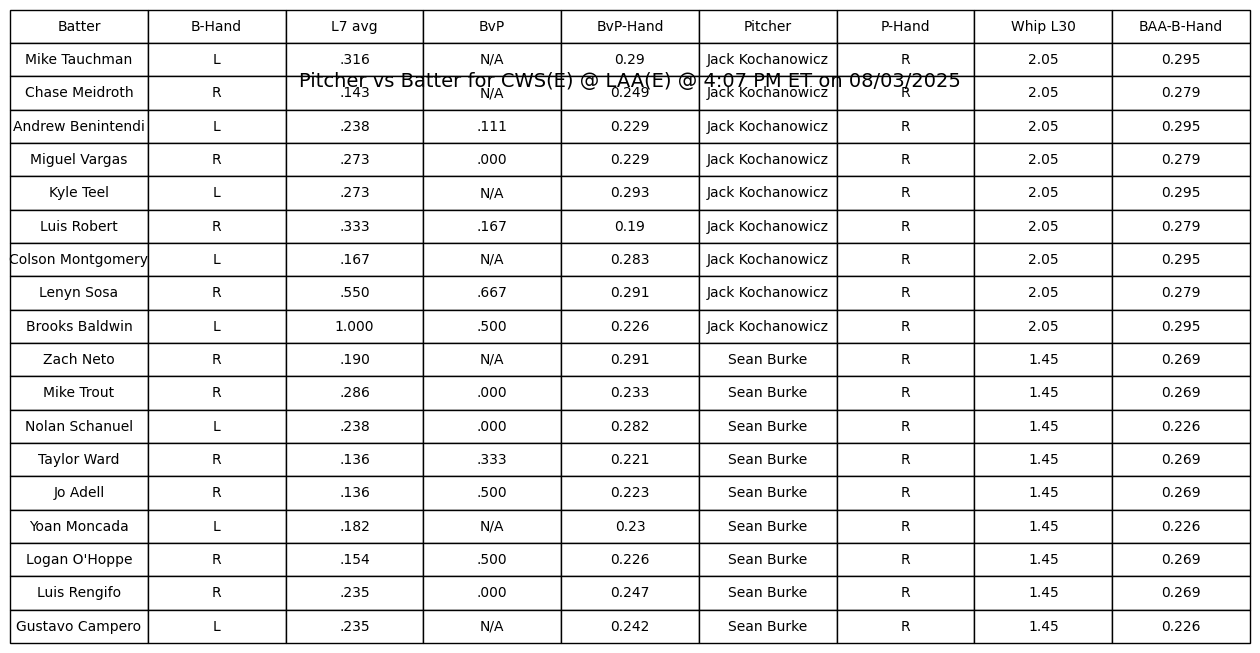 Batter B-Hand L7 avg BvP BvP-Hand Pitcher P-Hand Whip L30 BAA-B-Hand
Mike Tauchman L .316 N/A 0.29 Jack Kochanowicz R 2.05 0.295
Pitcher vs Batter for CWS(E) @ LAA(E) @ 4:07 PM ET on 08/03/2025
Chase Meidroth R .143 N/A 0.249 Jack Kochanowicz R 2.05 0.279
Andrew Benintendi L .238 .111 0.229 Jack Kochanowicz R 2.05 0.295
Miguel Vargas R .273 .000 0.229 Jack Kochanowicz R 2.05 0.279
Kyle Teel L .273 N/A 0.293 Jack Kochanowicz R 2.05 0.295
Luis Robert R .333 .167 0.19 Jack Kochanowicz R 2.05 0.279
Colson Montgomery L .167 N/A 0.283 Jack Kochanowicz R 2.05 0.295
Lenyn Sosa R .550 .667 0.291 Jack Kochanowicz R 2.05 0.279
Brooks Baldwin L 1.000 .500 0.226 Jack Kochanowicz R 2.05 0.295
Zach Neto R .190 N/A 0.291 Sean Burke R 1.45 0.269
Mike Trout R .286 .000 0.233 Sean Burke R 1.45 0.269
Nolan Schanuel L .238 .000 0.282 Sean Burke R 1.45 0.226
Taylor Ward R .136 .333 0.221 Sean Burke R 1.45 0.269
Jo Adell R .136 .500 0.223 Sean Burke R 1.45 0.269
Yoan Moncada L .182 N/A 0.23 Sean Burke R 1.45 0.226
Logan O'Hoppe R .154 .500 0.226 Sean Burke R 1.45 0.269
Luis Rengifo R .235 .000 0.247 Sean Burke R 1.45 0.269
Gustavo Campero L .235 N/A 0.242 Sean Burke R 1.45 0.226